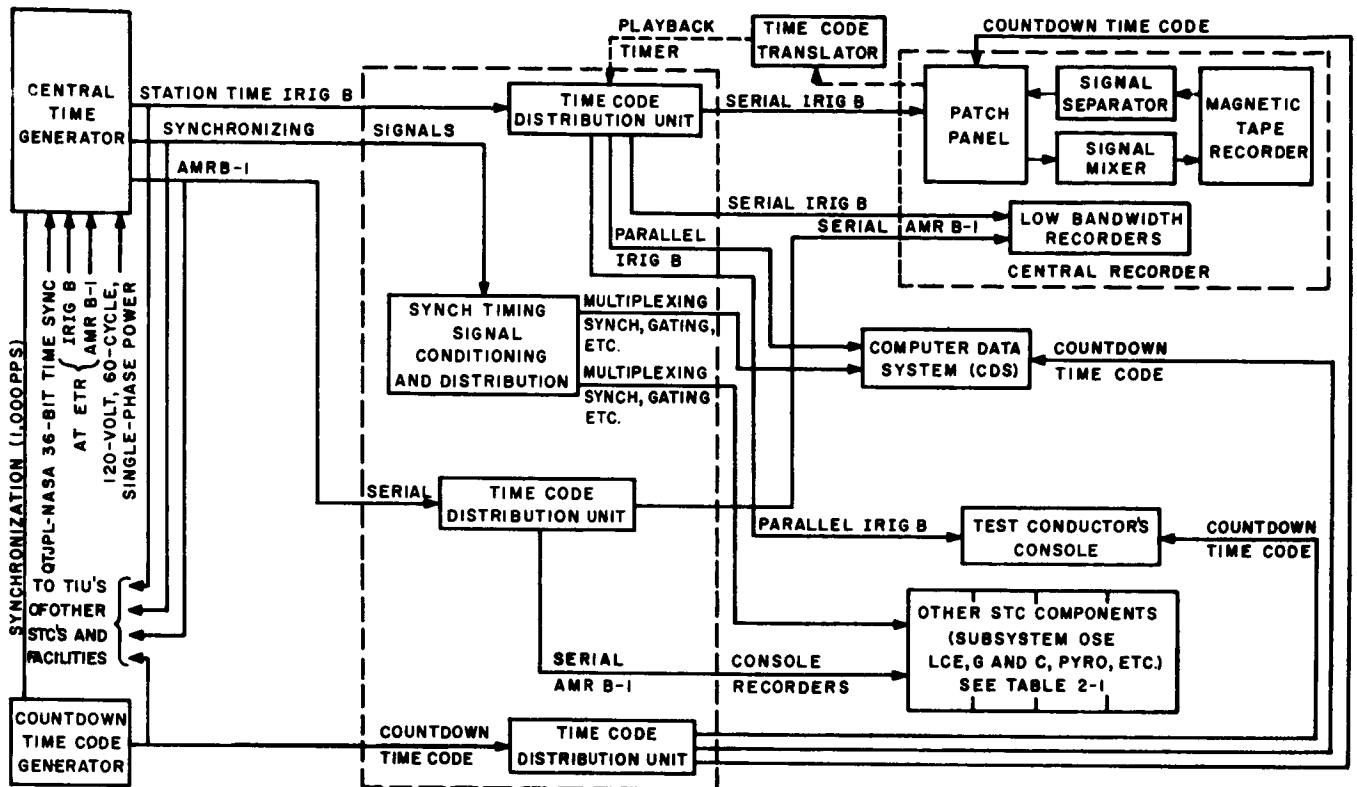 CENTRAL
TIME
GENERATOR
STATION TIME IRIG B
SYNCHRONIZING
SIGNALS
AMRB-1
PLAYBACK
TIMER
TIME CODE
TRANSLATOR
COUNTDOWN TIME CODE
TIME CODE
DISTRIBUTION UNIT
SERIAL IRIG B
PATCH
PANEL
SIGNAL
SEPARATOR
SIGNAL
MIXER
MAGNETIC
TAPE
RECORDER
SERIAL IRIG B
SERIAL AMR B-1
LOW BANDWIDTH
RECORDERS
CENTRAL RECORDER
PARALLEL
IRIG B
SYNCH TIMING
SIGNAL
CONDITIONING
AND DISTRIBUTION
MULTIPLEXING
SYNCH, GATING,
ETC.
MULTIPLEXING
SYNCH, GATING
ETC.
COMPUTER DATA
SYSTEM (CDS)
COUNTDOWN
TIME CODE
SYNCHRONIZATION (1,000PPS)
QTJPL-NASA 36-BIT TIME SYNC
AT ETR { IRIG B
AMR B-1
120-VOLT, 60-CYCLE,
SINGLE-PHASE POWER
SERIAL
TIME CODE
DISTRIBUTION UNIT
PARALLEL IRIG B
TEST CONDUCTOR'S
CONSOLE
COUNTDOWN
TIME CODE
TO TIU'S
OFOTHER
STC'S AND
FACILITIES
SERIAL
AMR B-1
CONSOLE
RECORDERS
OTHER STC COMPONENTS
(SUBSYSTEM OSE
LCE, G AND C, PYRO, ETC.)
SEE TABLE 2-1
COUNTDOWN
TIME CODE
GENERATOR
COUNTDOWN
TIME CODE
TIME CODE
DISTRIBUTION UNIT